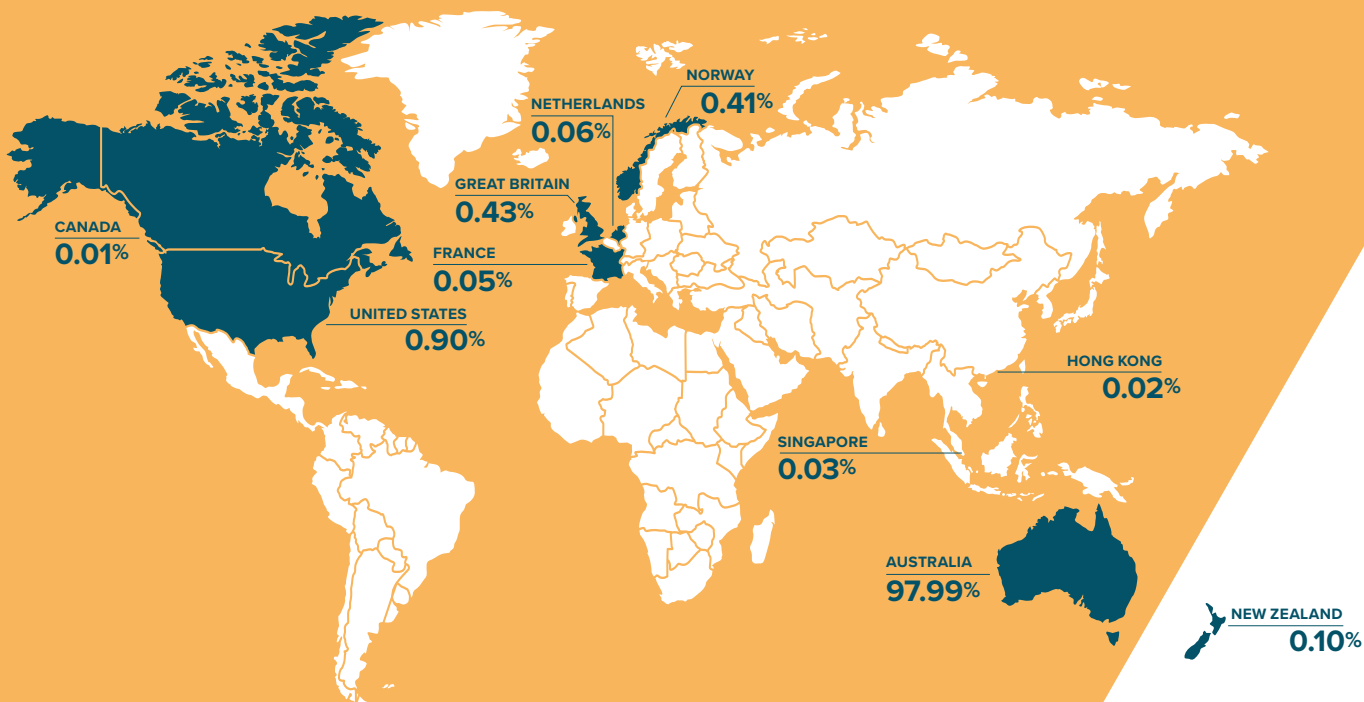 NORWAY
0.41%
NETHERLANDS
0.06%
GREAT BRITAIN
0.43%
CANADA
0.01%
FRANCE
0.05%
UNITED STATES
0.90%
HONG KONG
0.02%
SINGAPORE
0.03%
AUSTRALIA
97.99%
NEW ZEALAND
0.10%